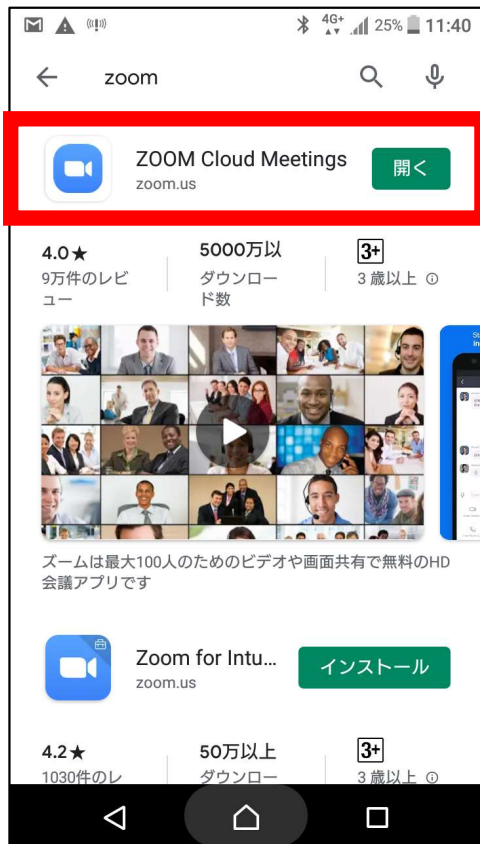 4G+ 25% 11:40
zoom
ZOOM Cloud Meetings
zoom.us
開く
4.0★
9万件のレビ
ュー
5000万以
ダウンロー
ド数
3+
3 歳以上
ズームは最大100人のためのビデオや画面共有で無料のHD
会議アプリです
Zoom for Intu...
zoom.us
インストール
4.2★
1030件のレ
50万以上
ダウンロー
3+
3 歳以上